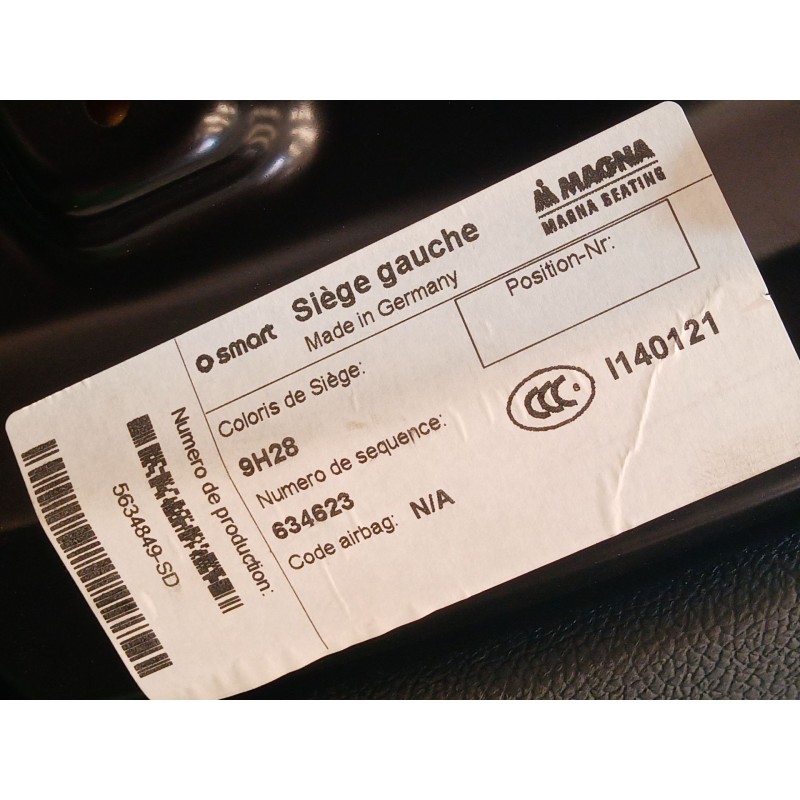 smart
Siège gauche
Made in Germany
MAGNA
MAGNA SEATING
Position-Nr:
Coloris de Siège:
9H28
Numero de sequence:
634623
Code airbag: N/A
CCC
I140121
Numero de production:
5634849-SD